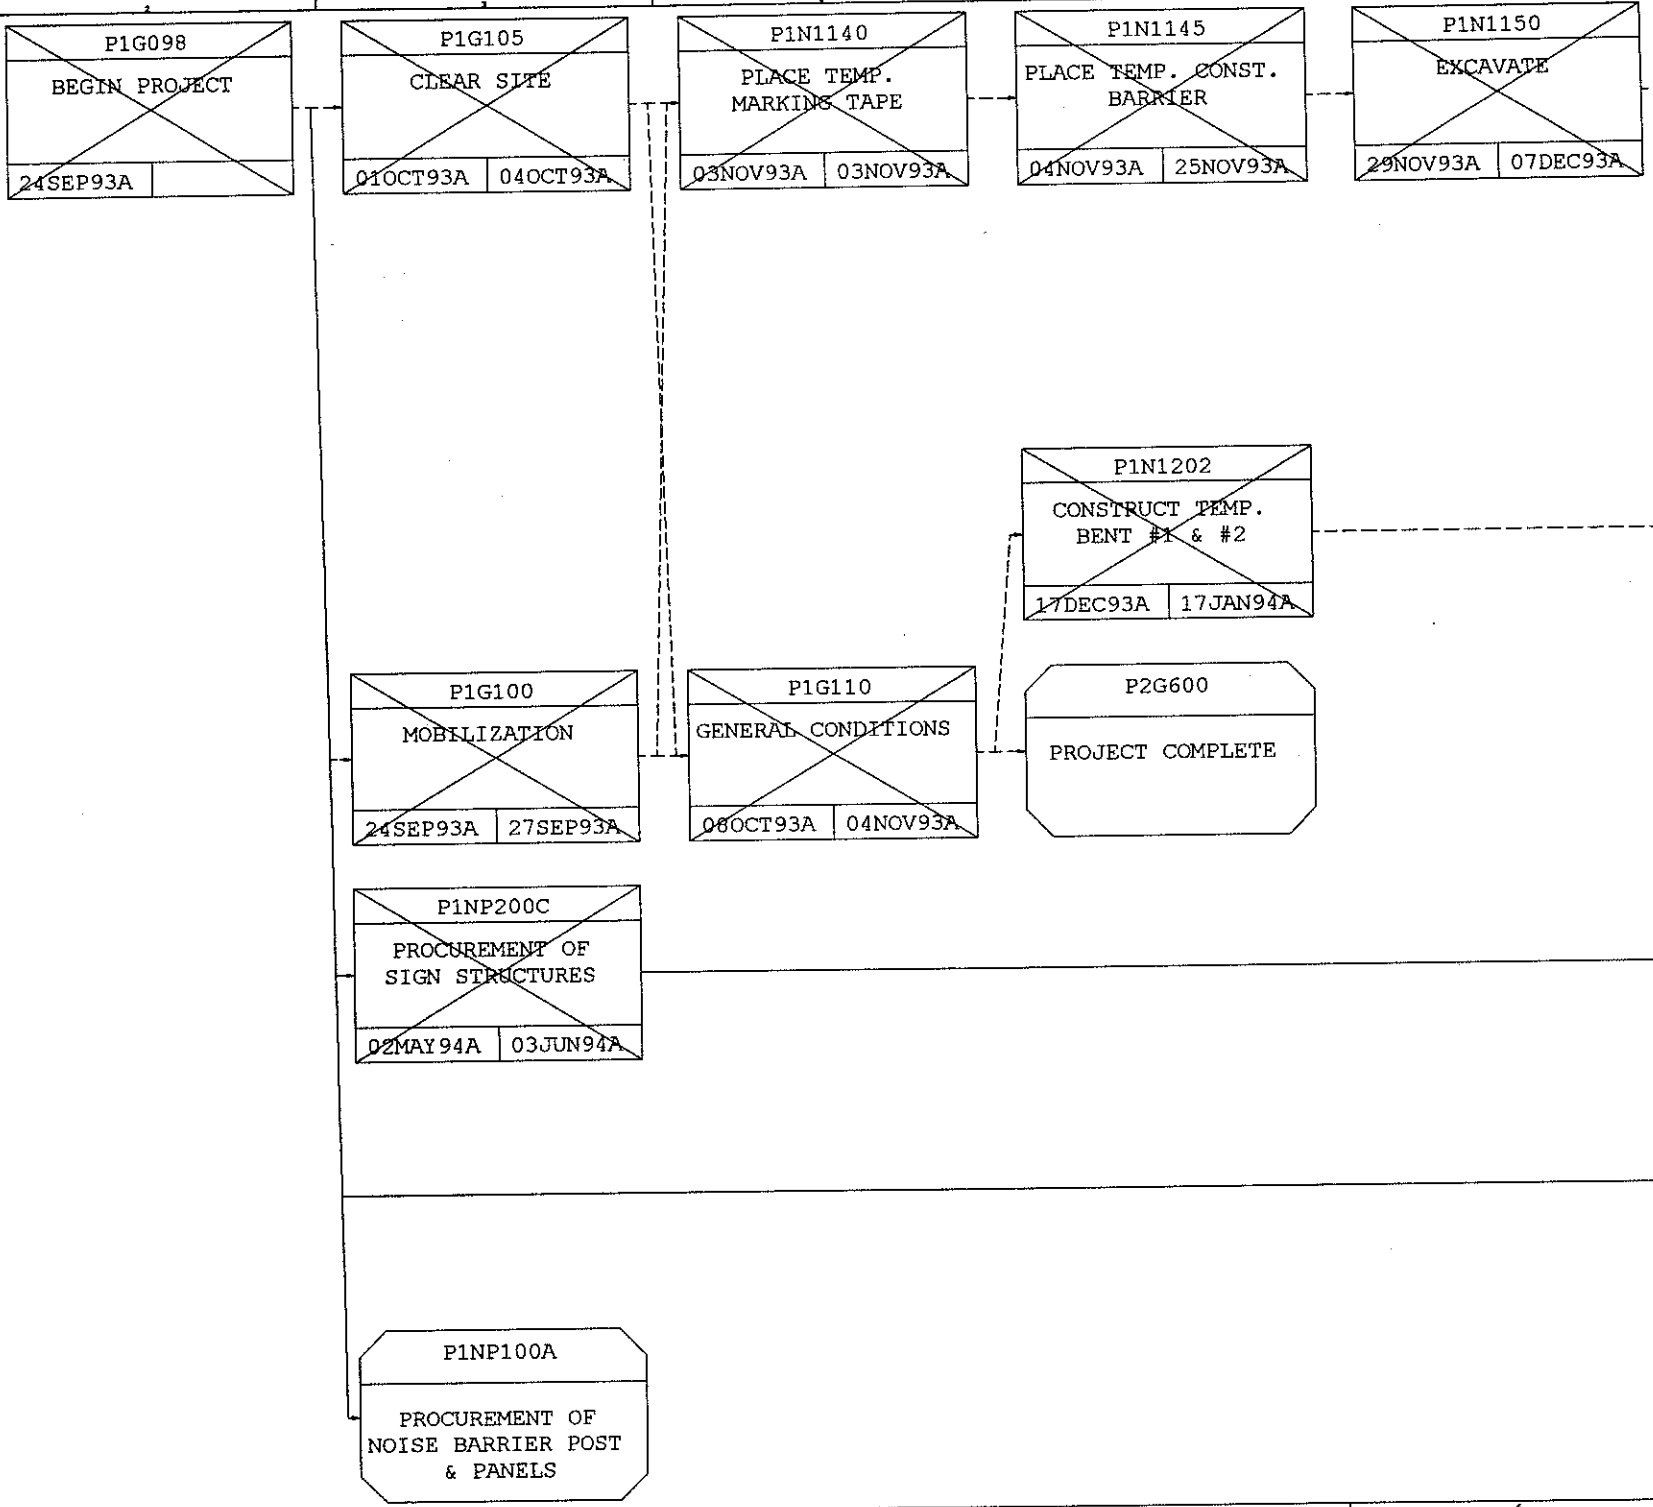 P1G098
BEGIN PROJECT
24SEP93A
P1G105
CLEAR SITE
01OCT93A 04OCT93A
P1N1140
PLACE TEMP.
MARKING TAPE
03NOV93A 03NOV93A
P1N1145
PLACE TEMP. CONST.
BARRIER
04NOV93A 25NOV93A
P1N1150
EXCAVATE
29NOV93A 07DEC93A
P1N1202
CONSTRUCT TEMP.
BENT #1 & #2
17DEC93A 17JAN94A
P1G100
MOBILIZATION
24SEP93A 27SEP93A
P1G110
GENERAL CONDITIONS
08OCT93A 04NOV93A
P2G600
PROJECT COMPLETE
P1NP200C
PROCUREMENT OF
SIGN STRUCTURES
02MAY94A 03JUN94A
P1NP100A
PROCUREMENT OF
NOISE BARRIER POST
& PANELS